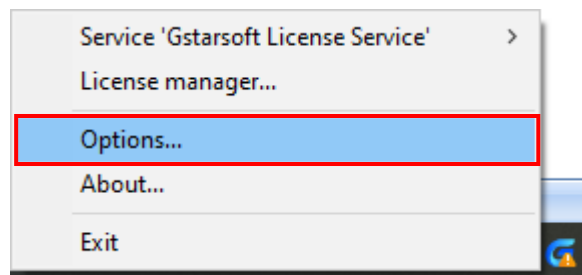 Service 'Gstarsoft License Service'
License manager...
Options...
About...
Exit